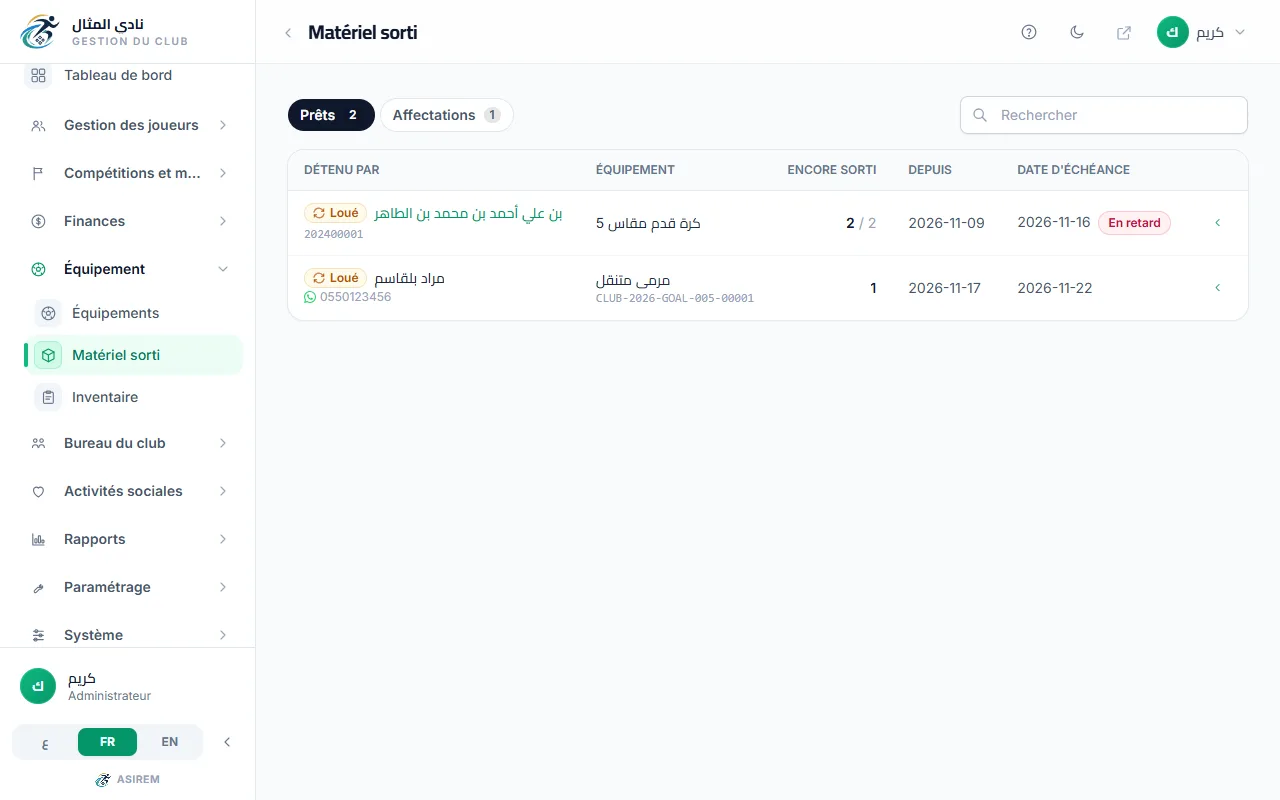 نادي المثال
GESTION DU CLUB
Tableau de bord
Gestion des joueurs
Compétitions et m...
Finances
Équipement
Équipements
Matériel sorti
Inventaire
Bureau du club
Activités sociales
Rapports
Paramétrage
Système
كريم
Administrateur
ع FR EN
ASIREM
Matériel sorti
ك كريم
Prêts 2 Affectations 1
Rechercher
DÉTENU PAR ÉQUIPEMENT ENCORE SORTI DEPUIS DATE D'ÉCHÉANCE
Loué بن علي أحمد بن محمد بن الطاهر
202400001
كرة قدم مقاس 5
2 / 2
2026-11-09
2026-11-16 En retard
Loué مراد بلقاسم
0550123456
مرمى متنقل
CLUB-2026-GOAL-005-00001
1
2026-11-17
2026-11-22